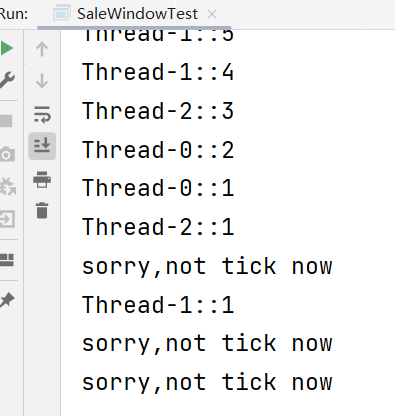 Run:
SaleWindowTest
Thread-1::5
Thread-1::4
Thread-2::3
Thread-0::2
Thread-0::1
Thread-2::1
sorry,not tick now
Thread-1::1
sorry,not tick now
sorry,not tick now